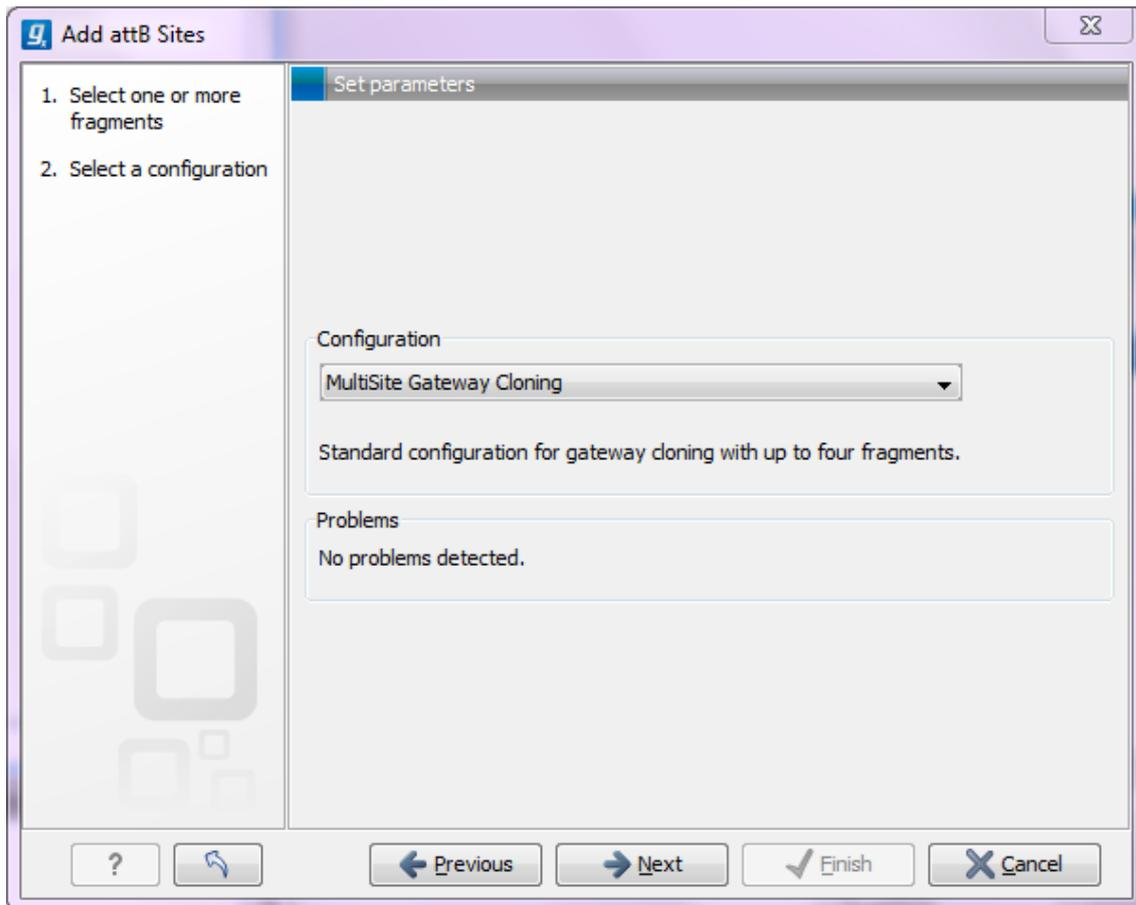 Add attB Sites
1. Select one or more
fragments
2. Select a configuration
Set parameters
Configuration
MultiSite Gateway Cloning
Standard configuration for gateway cloning with up to four fragments.
Problems
No problems detected.
?
Previous
Next
Finish
Cancel